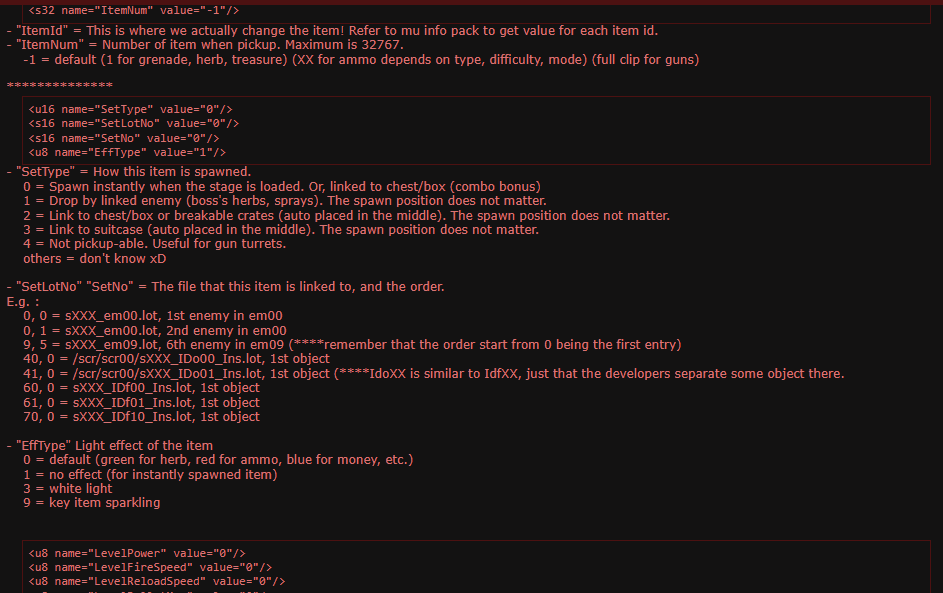 <s32 name="ItemNum" value="-1"/>
- "ItemId" = This is where we actually change the item! Refer to mu info pack to get value for each item id.
- "ItemNum" = Number of item when pickup. Maximum is 32767.
-1 = default (1 for grenade, herb, treasure) (XX for ammo depends on type, difficulty, mode) (full clip for guns)
**************
<u16 name="SetType" value="0"/>
<s16 name="SetLotNo" value="0"/>
<s16 name="SetNo" value="0"/>
<u8 name="EffType" value="1"/>
- "SetType" = How this item is spawned.
0 = Spawn instantly when the stage is loaded. Or, linked to chest/box (combo bonus)
1 = Drop by linked enemy (boss's herbs, sprays). The spawn position does not matter.
2 = Link to chest/box or breakable crates (auto placed in the middle). The spawn position does not matter.
3 = Link to suitcase (auto placed in the middle). The spawn position does not matter.
4 = Not pickup-able. Useful for gun turrets.
others = don't know xD
- "SetLotNo" "SetNo" = The file that this item is linked to, and the order.
E.g. :
0, 0 = sXXX_em00.lot, 1st enemy in em00
0, 1 = sXXX_em00.lot, 2nd enemy in em00
9, 5 = sXXX_em09.lot, 6th enemy in em09 (****remember that the order start from 0 being the first entry)
40, 0 = /scr/scr00/sXXX_IDo00_Ins.lot, 1st object
41, 0 = /scr/scr00/sXXX_IDo01_Ins.lot, 1st object (****IdoXX is similar to IdfXX, just that the developers separate some object there.
60, 0 = sXXX_IDf00_Ins.lot, 1st object
61, 0 = sXXX_IDf01_Ins.lot, 1st object
70, 0 = sXXX_IDf10_Ins.lot, 1st object
- "EffType" Light effect of the item
0 = default (green for herb, red for ammo, blue for money, etc.)
1 = no effect (for instantly spawned item)
3 = white light
9 = key item sparkling
<u8 name="LevelPower" value="0"/>
<u8 name="LevelFireSpeed" value="0"/>
<u8 name="LevelReloadSpeed" value="0"/>